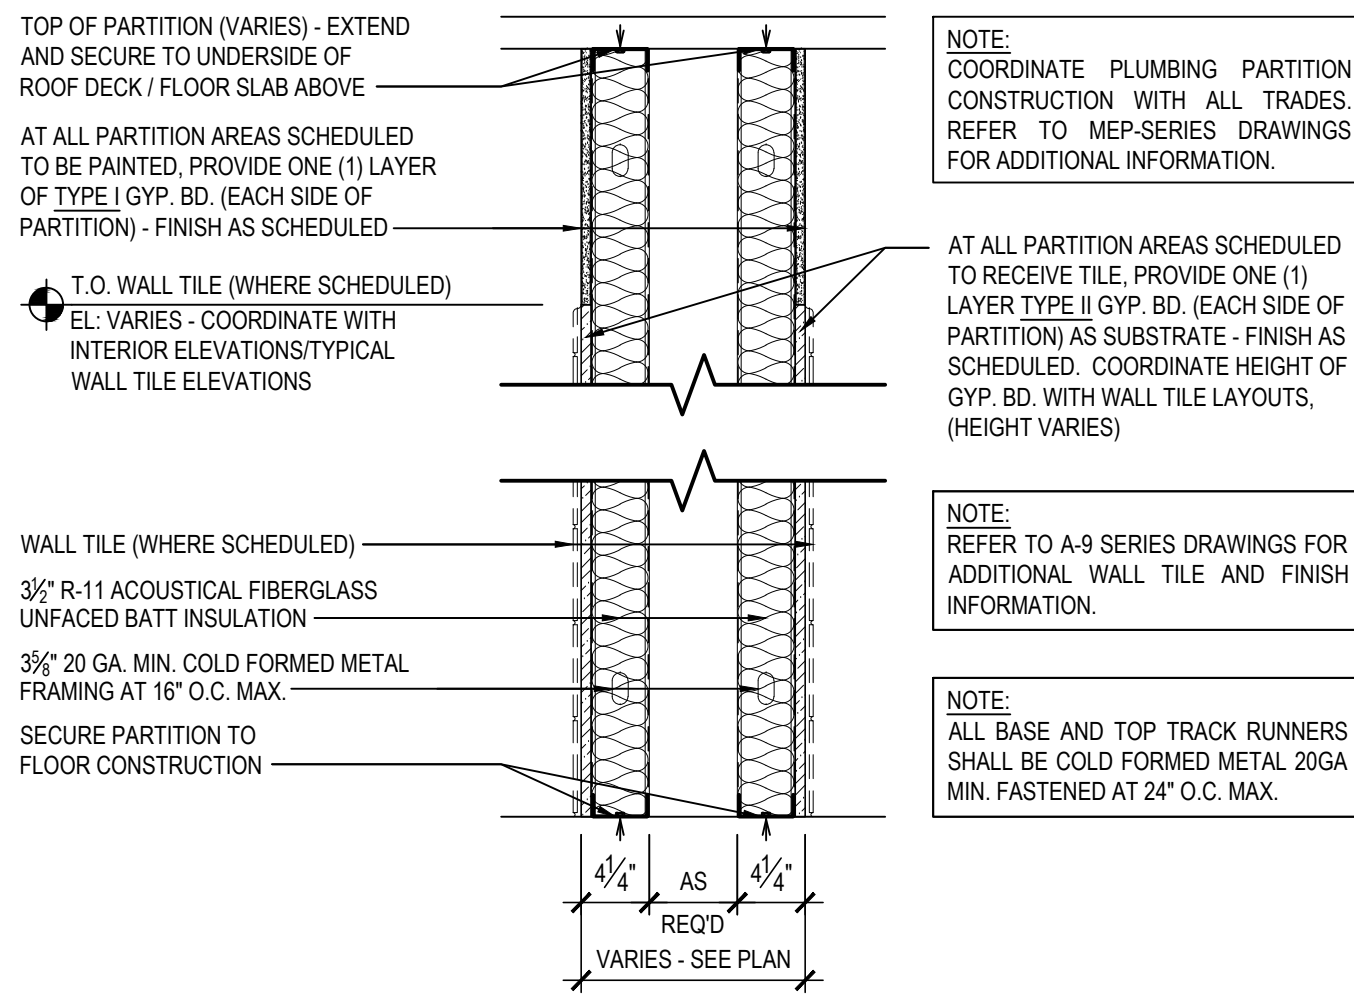 TOP OF PARTITION (VARIES) - EXTEND
AND SECURE TO UNDERSIDE OF
ROOF DECK / FLOOR SLAB ABOVE
AT ALL PARTITION AREAS SCHEDULED
TO BE PAINTED, PROVIDE ONE (1) LAYER
OF TYPE I GYP. BD. (EACH SIDE OF
PARTITION) - FINISH AS SCHEDULED
T.O. WALL TILE (WHERE SCHEDULED)
EL: VARIES - COORDINATE WITH
INTERIOR ELEVATIONS/TYPICAL
WALL TILE ELEVATIONS
WALL TILE (WHERE SCHEDULED)
3½" R-11 ACOUSTICAL FIBERGLASS
UNFACED BATT INSULATION
3⅝" 20 GA. MIN. COLD FORMED METAL
FRAMING AT 16" O.C. MAX.
SECURE PARTITION TO
FLOOR CONSTRUCTION
NOTE:
COORDINATE PLUMBING PARTITION
CONSTRUCTION WITH ALL TRADES.
REFER TO MEP-SERIES DRAWINGS
FOR ADDITIONAL INFORMATION.
AT ALL PARTITION AREAS SCHEDULED
TO RECEIVE TILE, PROVIDE ONE (1)
LAYER TYPE II GYP. BD. (EACH SIDE OF
PARTITION) AS SUBSTRATE - FINISH AS
SCHEDULED. COORDINATE HEIGHT OF
GYP. BD. WITH WALL TILE LAYOUTS,
(HEIGHT VARIES)
NOTE:
REFER TO A-9 SERIES DRAWINGS FOR
ADDITIONAL WALL TILE AND FINISH
INFORMATION.
NOTE:
ALL BASE AND TOP TRACK RUNNERS
SHALL BE COLD FORMED METAL 20GA
MIN. FASTENED AT 24" O.C. MAX.
4¼" AS 4¼"
REQ'D
VARIES - SEE PLAN